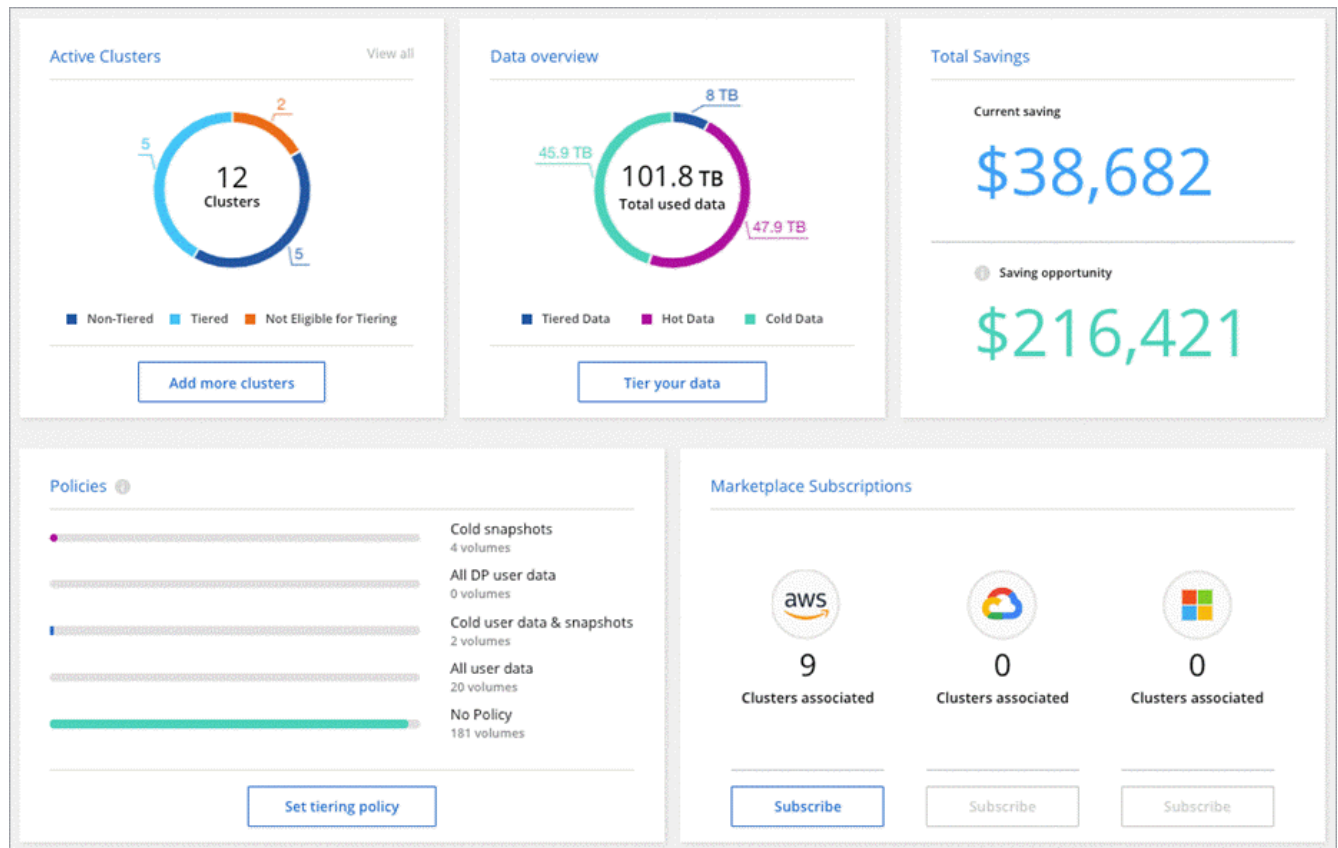 Active Clusters
View all
2
5
12
Clusters
5
Non-Tiered
Tiered
Not Eligible for Tiering
Add more clusters
Data overview
8 TB
45.9 TB
101.8 TB
Total used data
47.9 TB
Tiered Data
Hot Data
Cold Data
Tier your data
Total Savings
Current saving
$38,682
Saving opportunity
$216,421
Policies
Cold snapshots
4 volumes
All DP user data
0 volumes
Cold user data & snapshots
2 volumes
All user data
20 volumes
No Policy
181 volumes
Set tiering policy
Marketplace Subscriptions
aws
9
Clusters associated
Subscribe
0
Clusters associated
Subscribe
0
Clusters associated
Subscribe